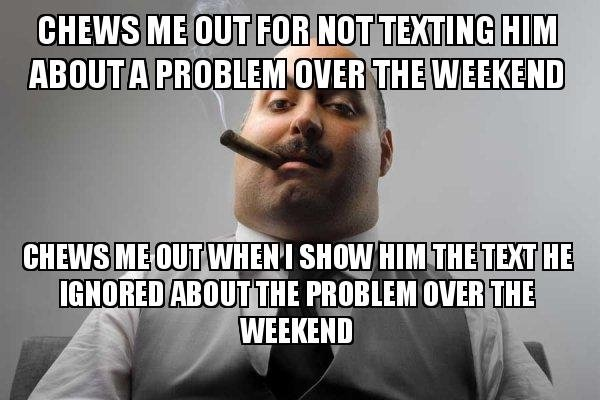 CHEWS ME OUT FOR NOT TEXTING HIM
ABOUT A PROBLEM OVER THE WEEKEND
CHEWS ME OUT WHEN I SHOW HIM THE TEXT HE
IGNORED ABOUT THE PROBLEM OVER THE
WEEKEND